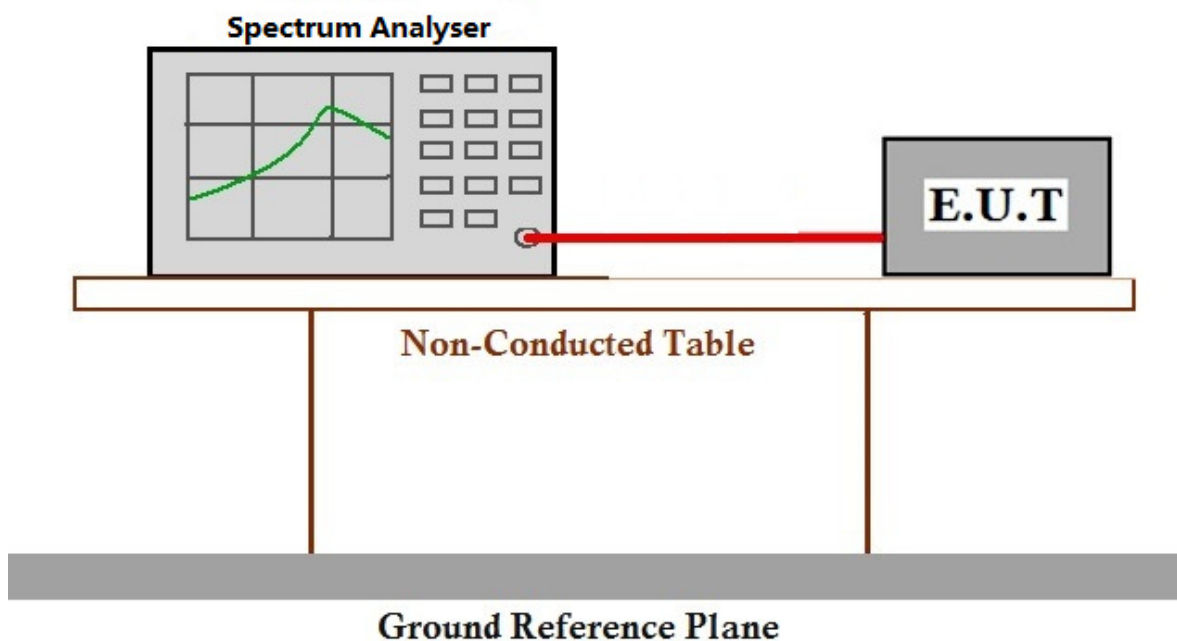 Spectrum Analyser
E.U.T
Non-Conducted Table
Ground Reference Plane